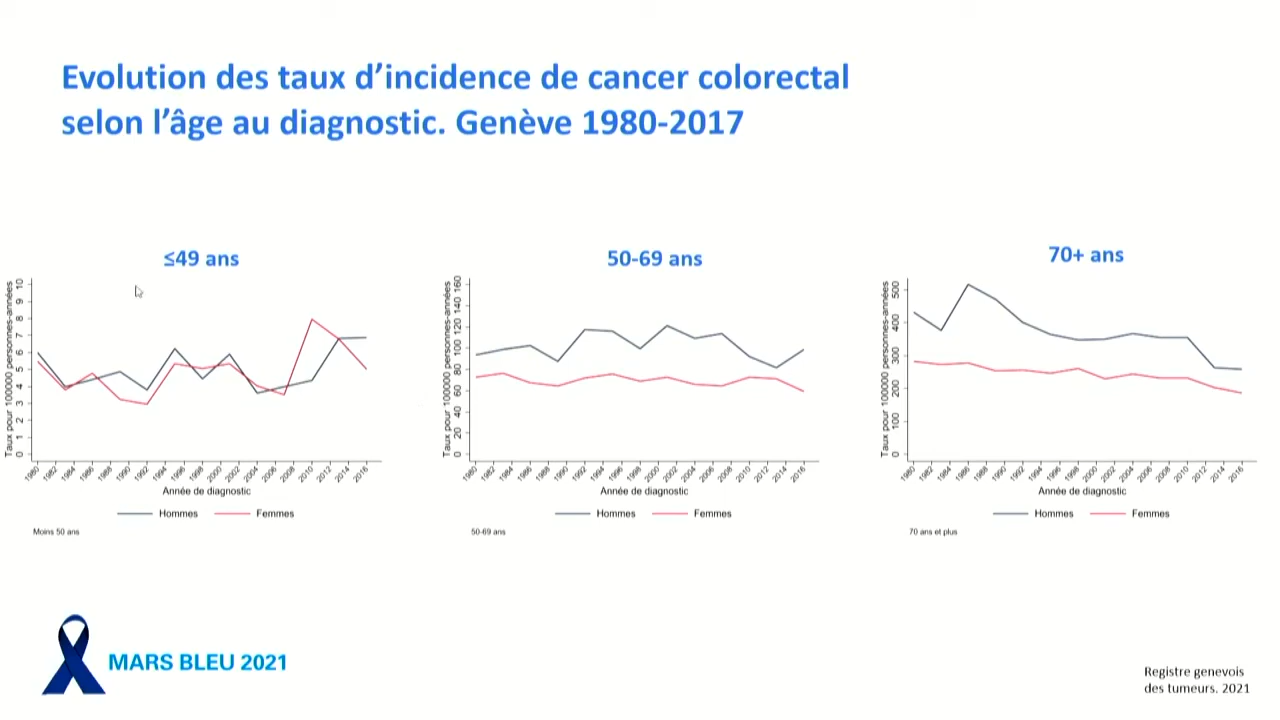 Evolution des taux d’incidence de cancer colorectal
selon l’âge au diagnostic. Genève 1980-2017
≤49 ans
Taux pour 100000 personnes-années
0 1 2 3 4 5 6 7 8 9 10
1980 1982 1984 1986 1988 1990 1992 1994 1996 1998 2000 2002 2004 2006 2008 2010 2012 2014 2016
Année de diagnostic
Hommes Femmes
Moins 50 ans
50-69 ans
Taux pour 100000 personnes-années
0 20 40 60 80 100 120 140 160
1980 1982 1984 1986 1988 1990 1992 1994 1996 1998 2000 2002 2004 2006 2008 2010 2012 2014 2016
Année de diagnostic
Hommes Femmes
50-69 ans
70+ ans
Taux pour 100000 personnes-années
0 100 200 300 400 500
1980 1982 1984 1986 1988 1990 1992 1994 1996 1998 2000 2002 2004 2006 2008 2010 2012 2014 2016
Année de diagnostic
Hommes Femmes
70 ans et plus
MARS BLEU 2021
Registre genevois
des tumeurs. 2021